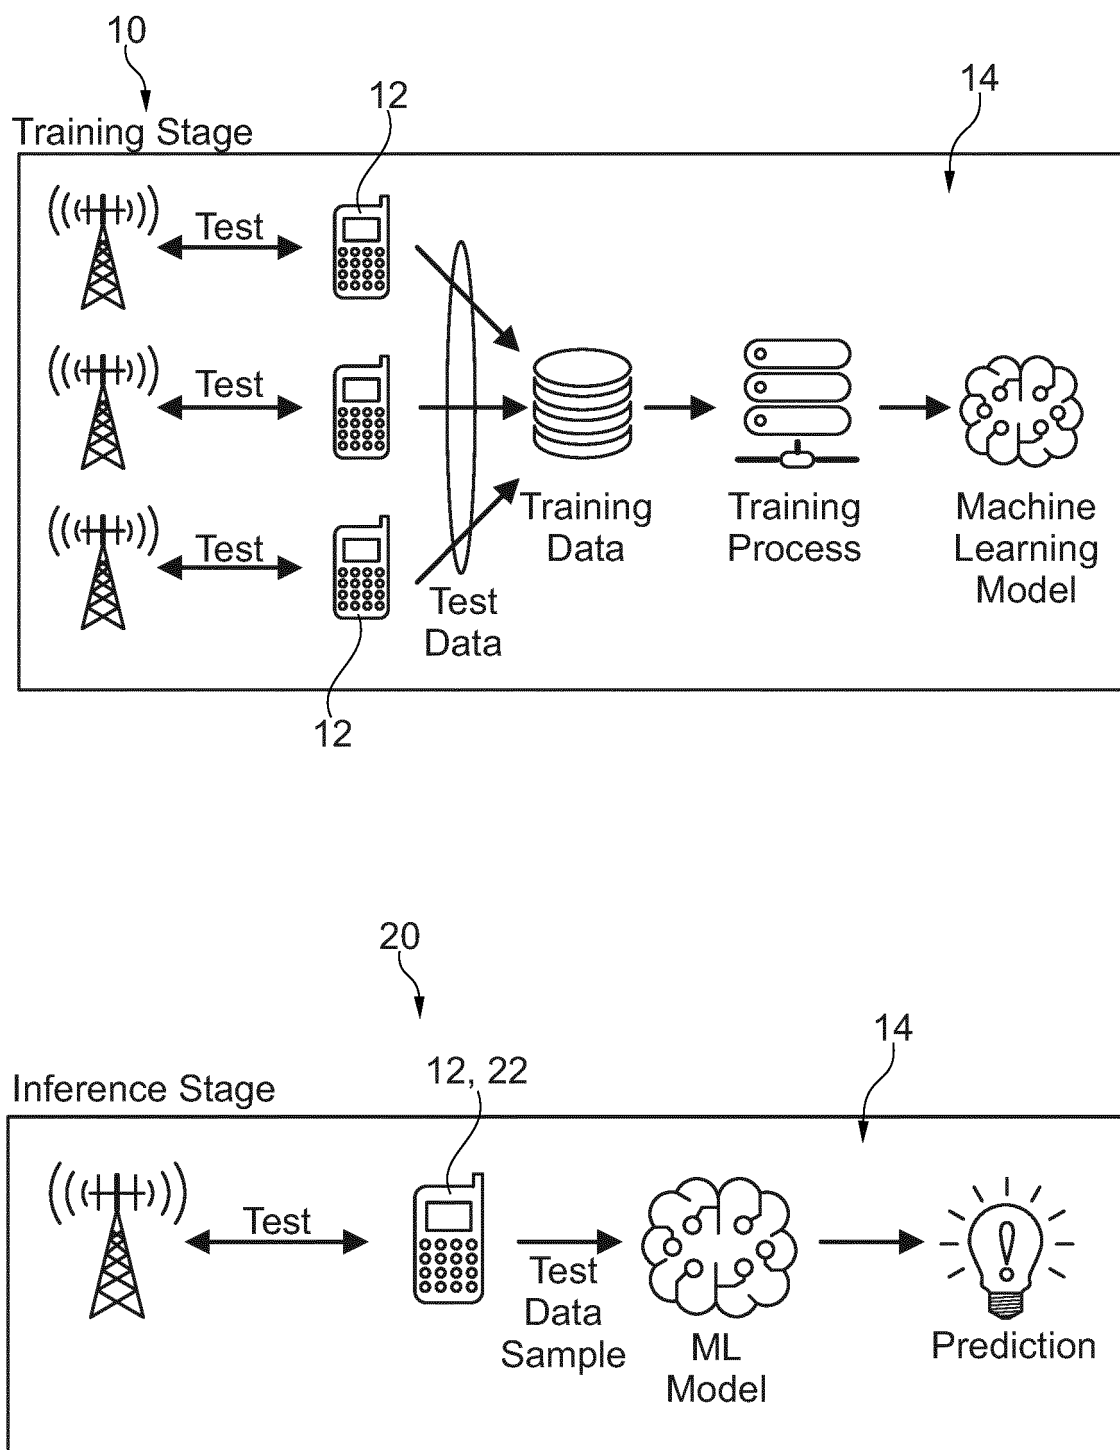 10
12
14
Training Stage
Test
Test
Test
Training
Data
Training
Process
Machine
Learning
Model
Test
Data
12
20
12, 22
14
Inference Stage
Test
Test
Data
Sample
ML
Model
Prediction